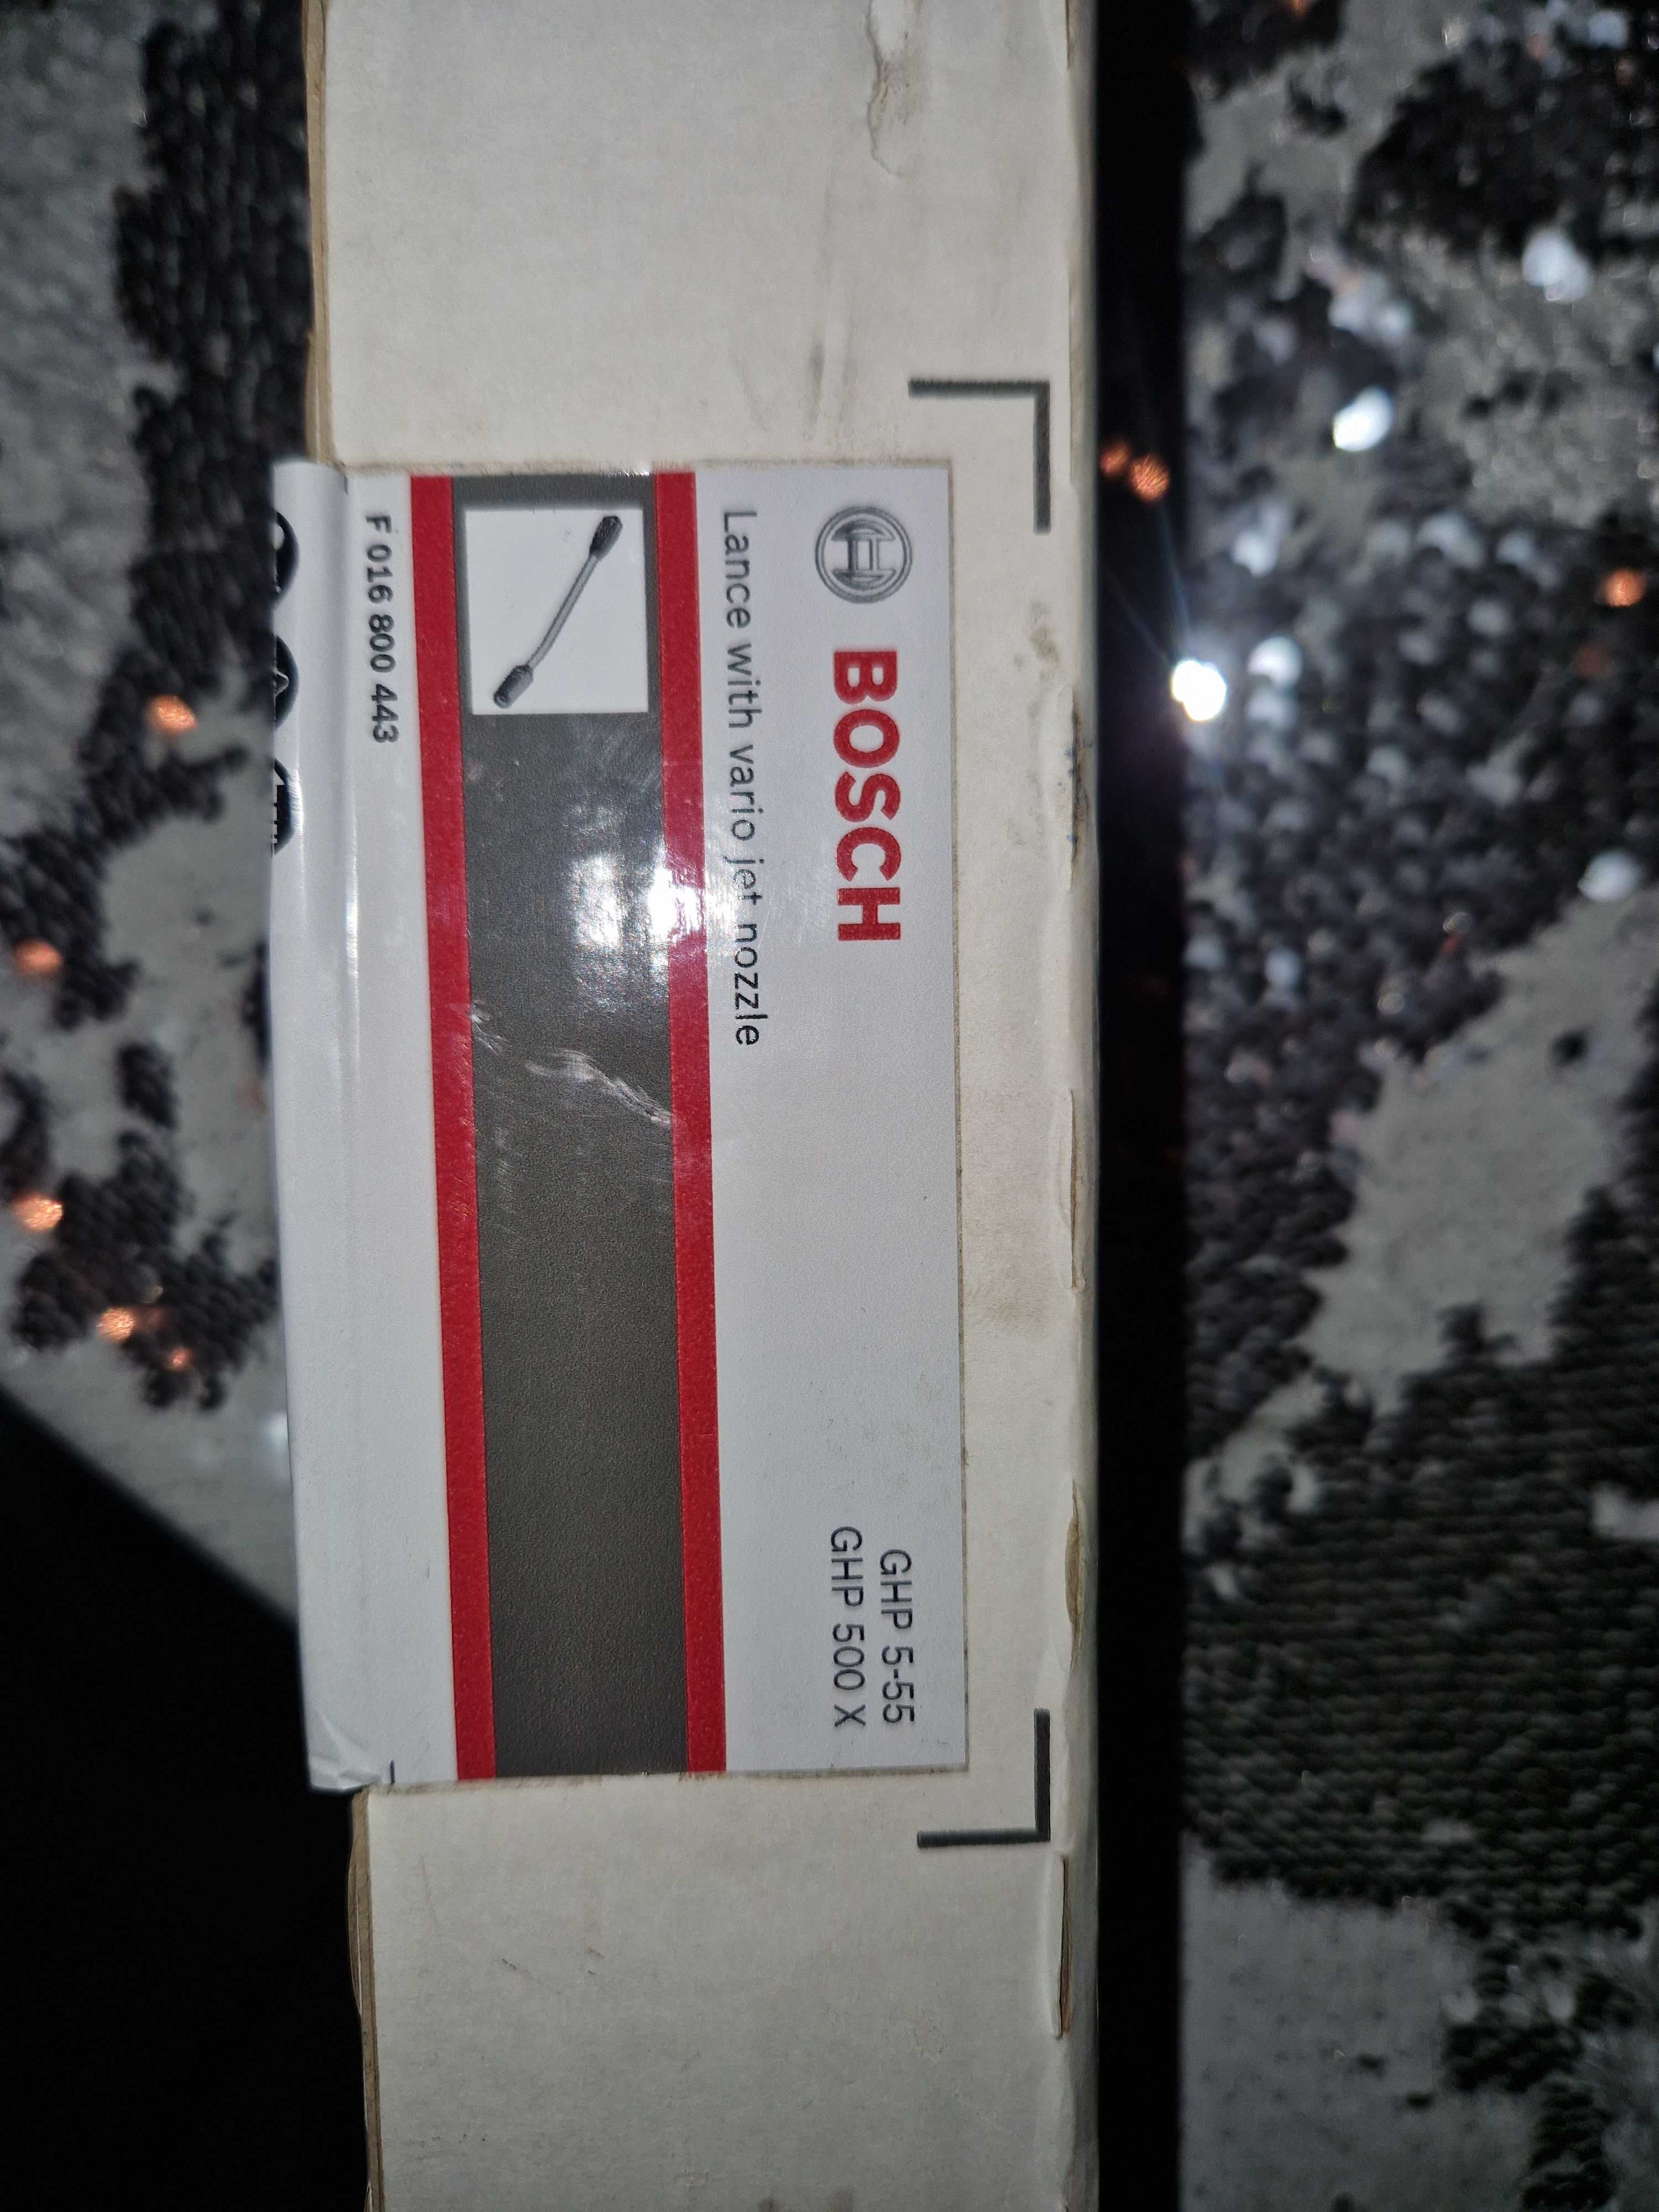 BOSCH
GHP 5-55
GHP 500 X
Lance with vario jet nozzle
F 016 800 443